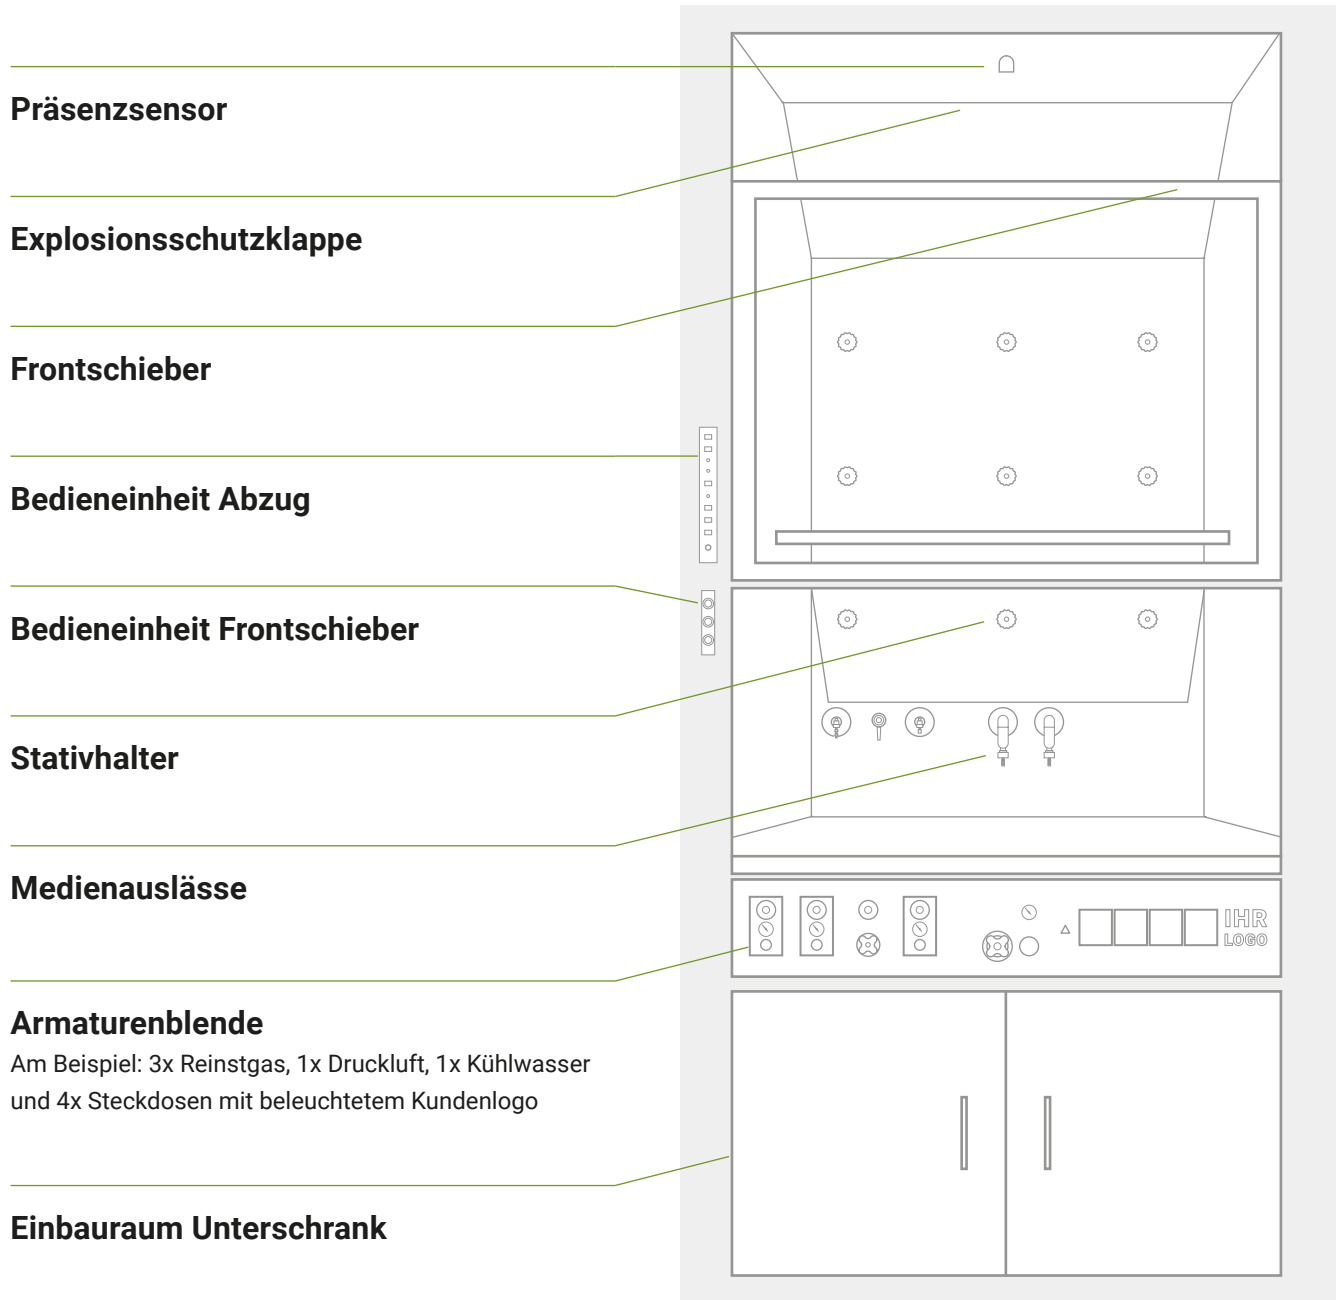 Präsenzsensor
Explosionsschutzklappe
Frontschieber
Bedieneinheit Abzug
Bedieneinheit Frontschieber
Stativhalter
Medienauslässe
Armaturenblende
Am Beispiel: 3x Reinstgas, 1x Druckluft, 1x Kühlwasser
und 4x Steckdosen mit beleuchtetem Kundenlogo
Einbauraum Unterschrank
IHR
LOGO